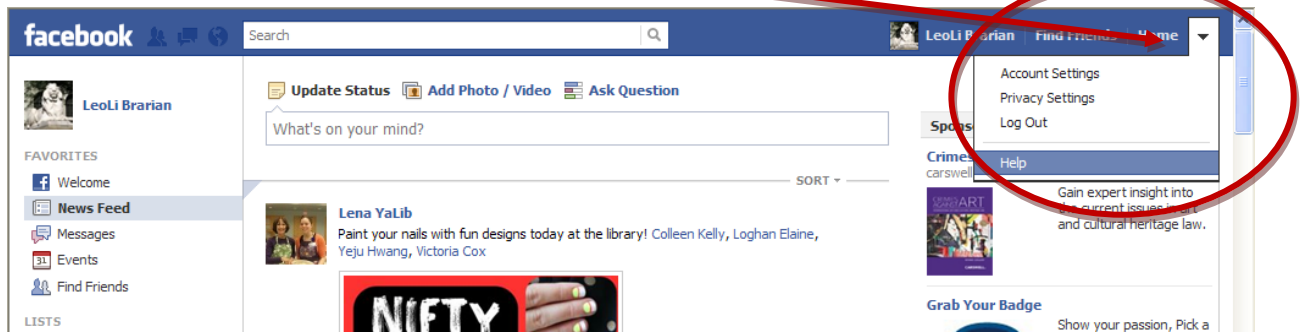 facebook
Search
LeoLi Brarian Find Friends Home
Account Settings
Privacy Settings
Log Out
Help
LeoLi Brarian
FAVORITES
Welcome
News Feed
Messages
31 Events
Find Friends
LISTS
Update Status Add Photo / Video Ask Question
What's on your mind?
SORT
Lena YaLib
Paint your nails with fun designs today at the library! Colleen Kelly, Loghan Elaine,
Yeju Hwang, Victoria Cox
NIFTY
Spons
Crimes
carswell
ART
Gain expert insight into
the current issues in art
and cultural heritage law.
Grab Your Badge
Show your passion, Pick a